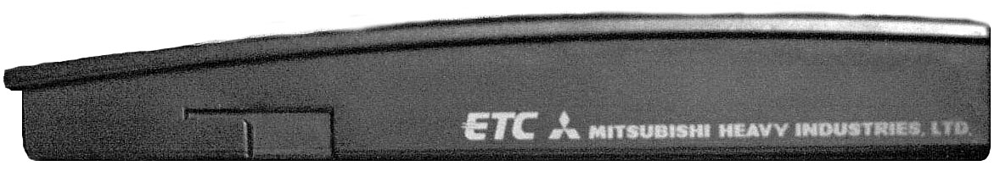 ETC MITSUBISHI HEAVY INDUSTRIES, LTD.